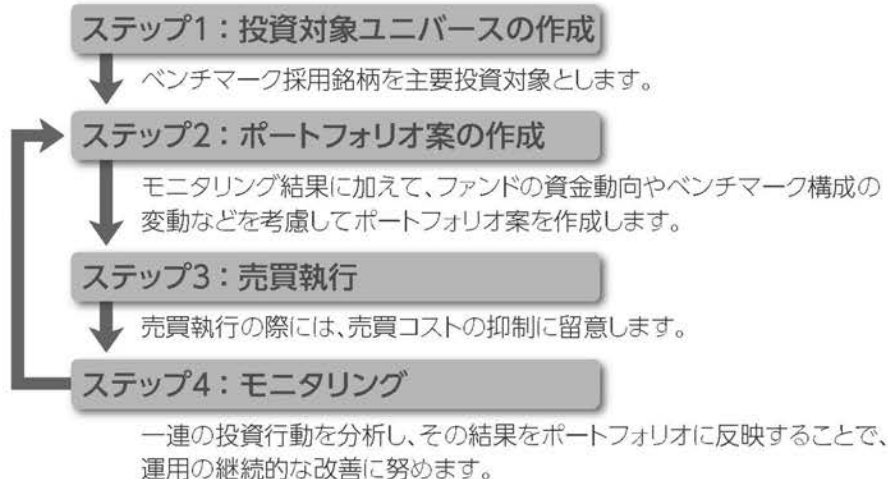 ステップ1：投資対象ユニバースの作成
ベンチマーク採用銘柄を主要投資対象とします。
ステップ2：ポートフォリオ案の作成
モニタリング結果に加えて、ファンドの資金動向やベンチマーク構成の
変動などを考慮してポートフォリオ案を作成します。
ステップ3：売買執行
売買執行の際には、売買コストの抑制に留意します。
ステップ4：モニタリング
一連の投資行動を分析し、その結果をポートフォリオに反映することで、
運用の継続的な改善に努めます。